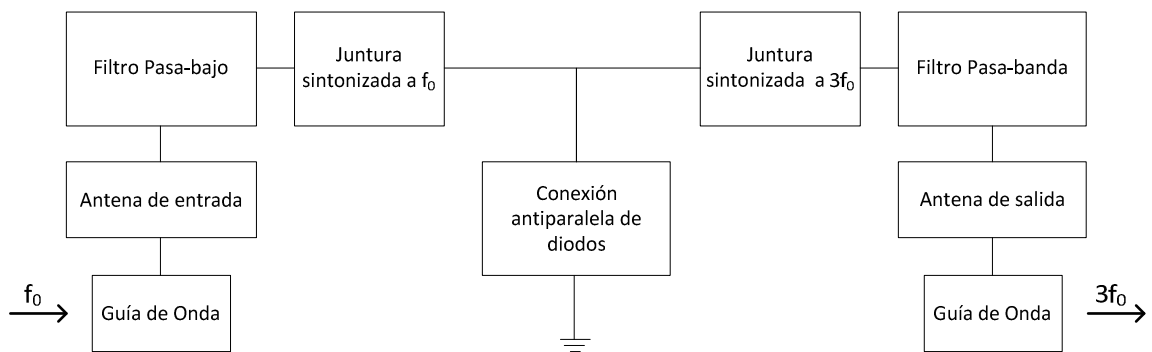 Filtro Pasa-bajo
Juntura
sintonizada a f₀
Juntura
sintonizada a 3f₀
Filtro Pasa-banda
Antena de entrada
Conexión
antiparalela de
diodos
Antena de salida
f₀
Guía de Onda
Guía de Onda
3f₀